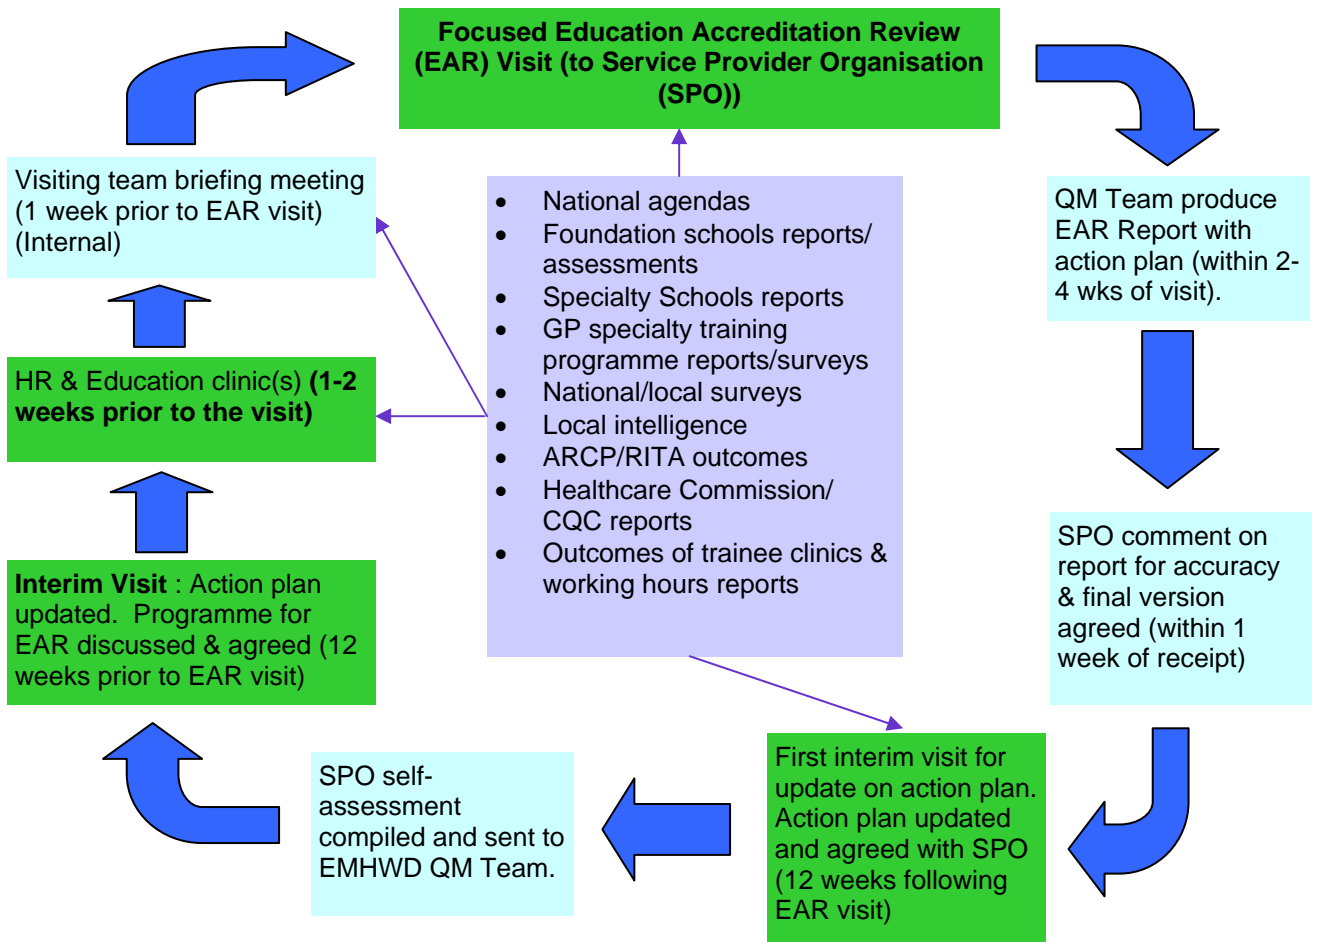 Focused Education Accreditation Review
(EAR) Visit (to Service Provider Organisation
(SPO))
Visiting team briefing meeting
(1 week prior to EAR visit)
(Internal)
HR & Education clinic(s) (1-2
weeks prior to the visit)
Interim Visit : Action plan
updated. Programme for
EAR discussed & agreed (12
weeks prior to EAR visit)
• National agendas
• Foundation schools reports/
assessments
• Specialty Schools reports
• GP specialty training
programme reports/surveys
• National/local surveys
• Local intelligence
• ARCP/RITA outcomes
• Healthcare Commission/
CQC reports
• Outcomes of trainee clinics &
working hours reports
QM Team produce
EAR Report with
action plan (within 2-
4 wks of visit).
SPO comment on
report for accuracy
& final version
agreed (within 1
week of receipt)
First interim visit for
update on action plan.
Action plan updated
and agreed with SPO
(12 weeks following
EAR visit)
SPO self-
assessment
compiled and sent to
EMHWD QM Team.